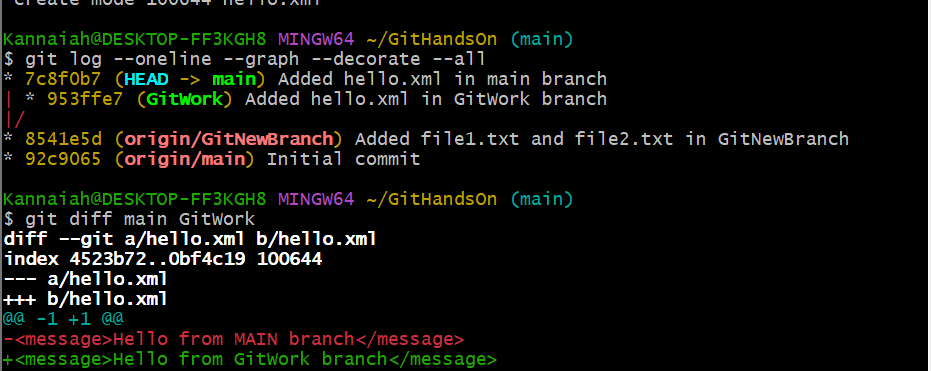 create mode 100644 hello.xml
Kannaiah@DESKTOP-FF3KGH8 MINGW64 ~/GitHandsOn (main)
$ git log --oneline --graph --decorate --all
* 7c8f0b7 (HEAD -> main) Added hello.xml in main branch
| * 953ffe7 (GitWork) Added hello.xml in GitWork branch
|/
* 8541e5d (origin/GitNewBranch) Added file1.txt and file2.txt in GitNewBranch
* 92c9065 (origin/main) Initial commit
Kannaiah@DESKTOP-FF3KGH8 MINGW64 ~/GitHandsOn (main)
$ git diff main GitWork
diff --git a/hello.xml b/hello.xml
index 4523b72..0bf4c19 100644
--- a/hello.xml
+++ b/hello.xml
@@ -1 +1 @@
-<message>Hello from MAIN branch</message>
+<message>Hello from GitWork branch</message>